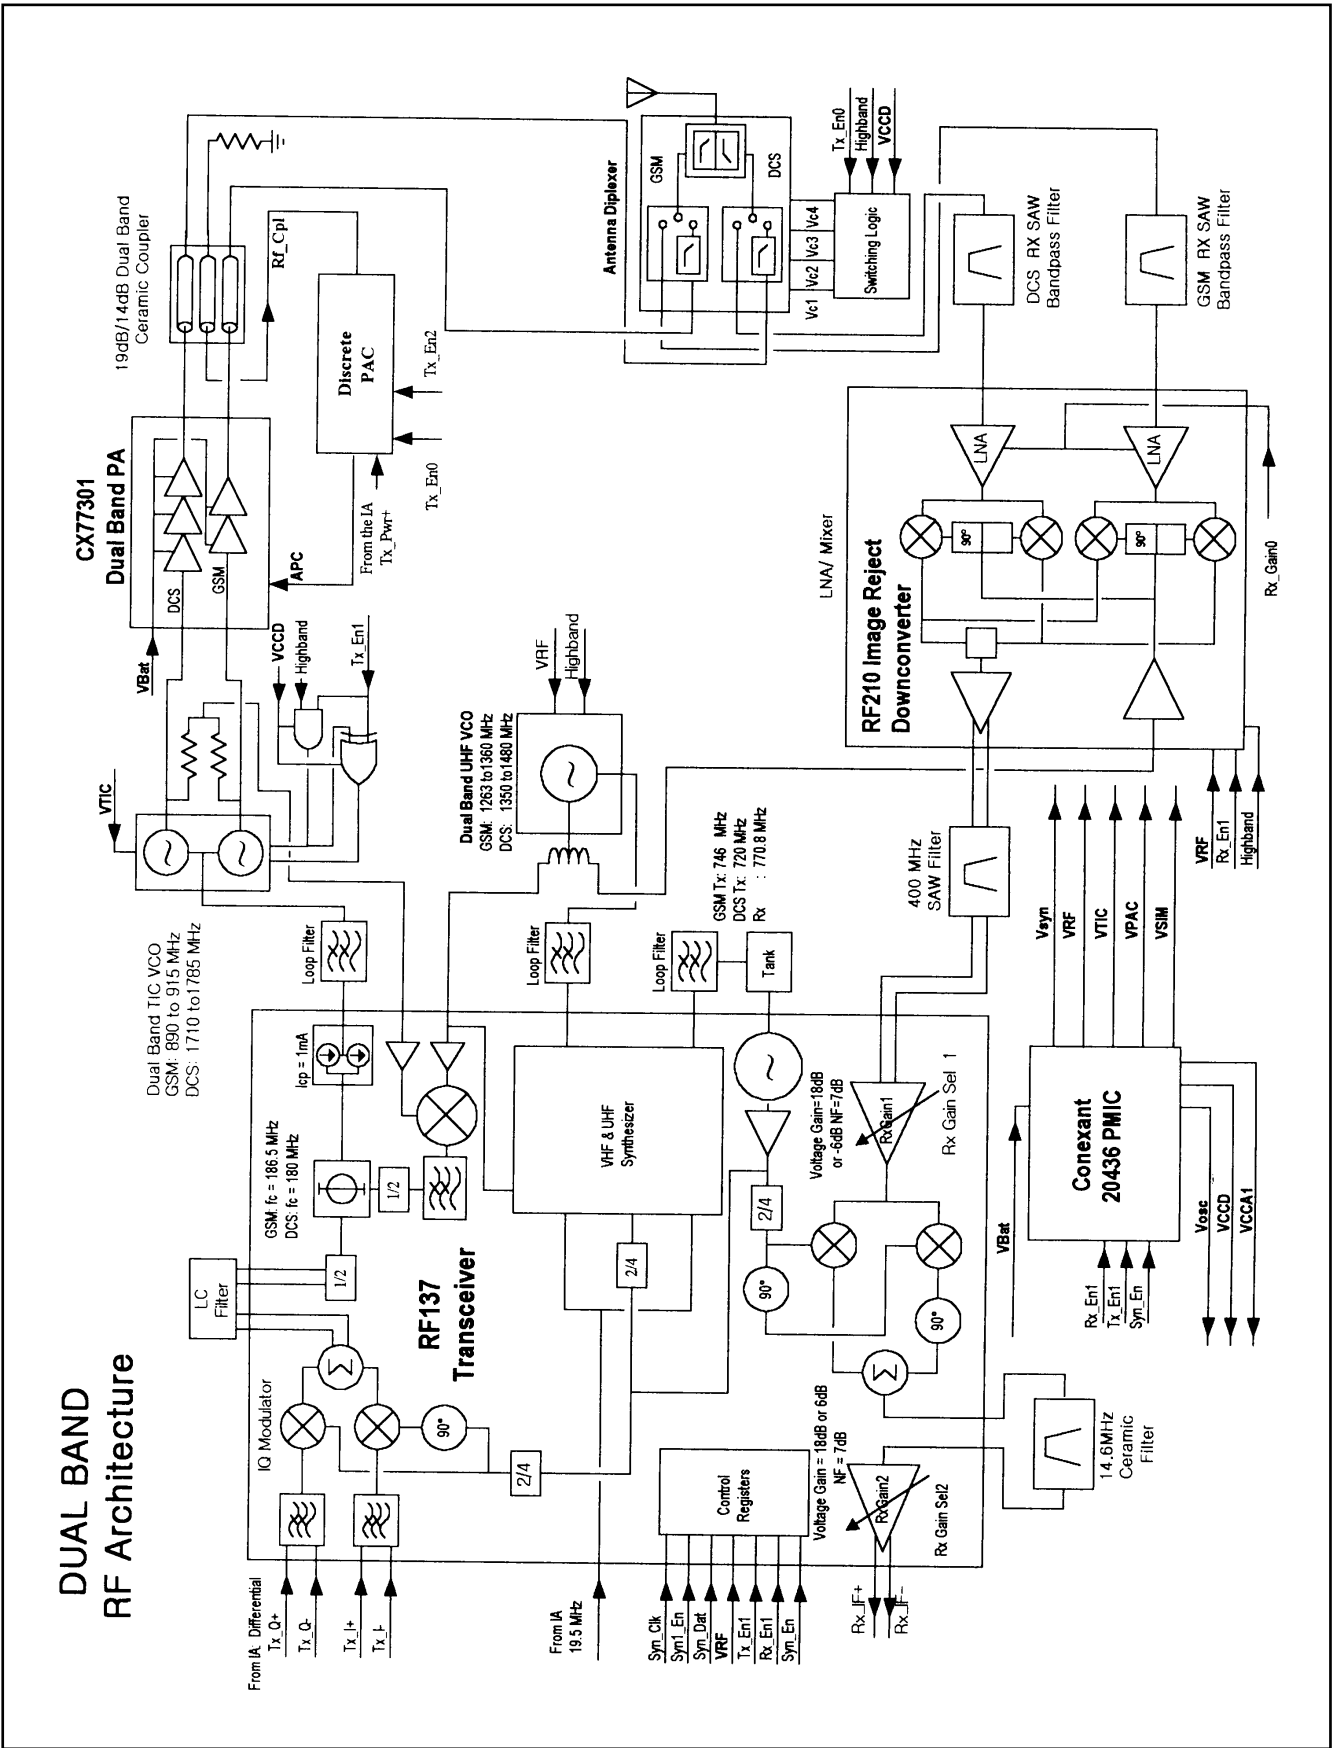 DUAL BAND
RF Architecture
From IA: Differential
Tx_Q+
Tx_Q-
Tx_I+
Tx_I-
IQ Modulator
LC
Filter
90°
Σ
2/4
1/2
GSM: fc = 186.5 MHz
DCS: fc = 180 MHz
1/2
Icp = 1mA
Loop Filter
Dual Band TIC VCO
GSM: 890 to 915 MHz
DCS: 1710 to1785 MHz
VTIC
VBat
VCCD
Highband
Tx_En1
CX77301
Dual Band PA
DCS
GSM
APC
19dB/14dB Dual Band
Ceramic Coupler
Rf_Cpl
Discrete
PAC
From the IA
Tx_Pwr+
Tx_En0
Tx_En2
RF137
Transceiver
From IA
19.5 MHz
2/4
VHF & UHF
Synthesizer
Loop Filter
Loop Filter
Dual Band UHF VCO
GSM: 1263 to1360 MHz
DCS: 1350 to1480 MHz
VRF
Highband
GSM Tx: 746 MHz
DCS Tx: 720 MHz
Rx : 770.8 MHz
Tank
Antenna Diplexer
GSM
DCS
Vc1
Vc2
Vc3
Vc4
Switching Logic
Tx_En0
Highband
VCCD
Syn_Clk
Syn1_En
Syn_Dat
VRF
Tx_En1
Rx_En1
Syn_En
Control
Registers
Voltage Gain = 18dB or 6dB
NF = 7dB
RxGain2
Rx Gain Sel2
Rx_IF+
Rx_IF-
2/4
90°
90°
Σ
Voltage Gain=18dB
or -6dB NF=7dB
RxGain1
Rx Gain Sel 1
400 MHz
SAW Filter
LNA/ Mixer
RF210 Image Reject
Downconverter
90°
90°
LNA
LNA
Rx_Gain0
DCS RX SAW
Bandpass Filter
GSM RX SAW
Bandpass Filter
VRF
Rx_En1
Highband
14.6MHz
Ceramic
Filter
VBat
Conexant
20436 PMIC
Rx_En1
Tx_En1
Syn_En
Vosc
VCCD
VCCA1
Vsyn
VRF
VTIC
VPAC
VSIM